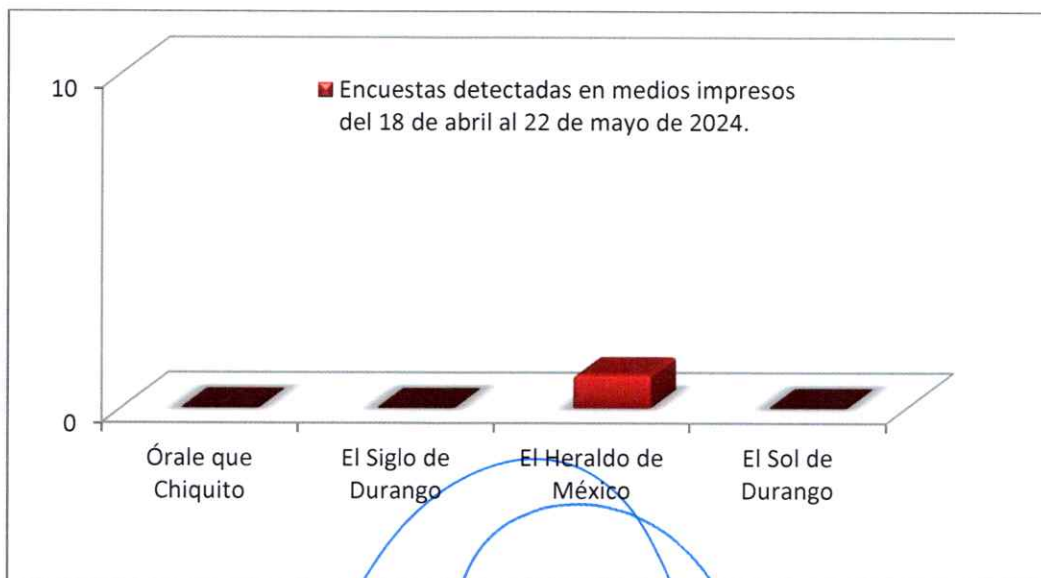 10
Encuestas detectadas en medios impresos
del 18 de abril al 22 de mayo de 2024.
0
Órale que
Chiquito
El Siglo de
Durango
El Heraldo de
México
El Sol de
Durango